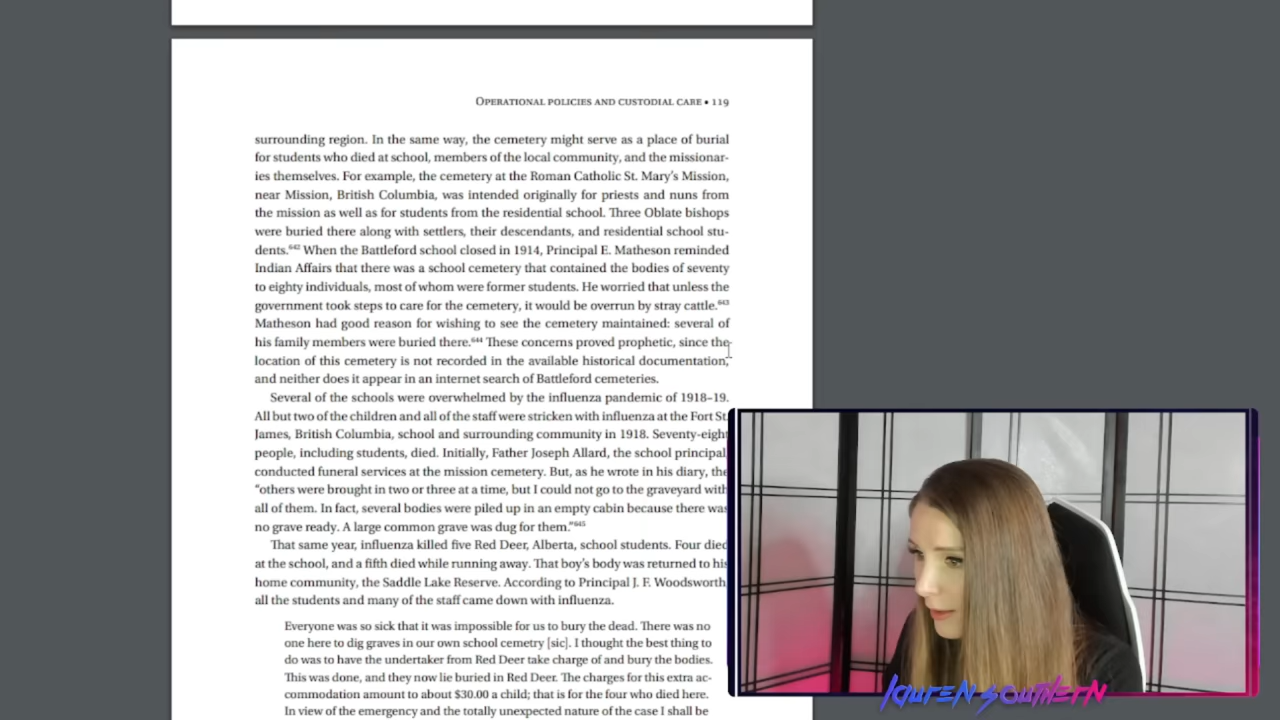 OPERATIONAL POLICIES AND CUSTODIAL CARE • 119
surrounding region. In the same way, the cemetery might serve as a place of burial
for students who died at school, members of the local community, and the missionar-
ies themselves. For example, the cemetery at the Roman Catholic St. Mary's Mission,
near Mission, British Columbia, was intended originally for priests and nuns from
the mission as well as for students from the residential school. Three Oblate bishops
were buried there along with settlers, their descendants, and residential school stu-
dents.642 When the Battleford school closed in 1914, Principal E. Matheson reminded
Indian Affairs that there was a school cemetery that contained the bodies of seventy
to eighty individuals, most of whom were former students. He worried that unless the
government took steps to care for the cemetery, it would be overrun by stray cattle.643
Matheson had good reason for wishing to see the cemetery maintained: several of
his family members were buried there.644 These concerns proved prophetic, since the
location of this cemetery is not recorded in the available historical documentation,
and neither does it appear in an internet search of Battleford cemeteries.
Several of the schools were overwhelmed by the influenza pandemic of 1918–19.
All but two of the children and all of the staff were stricken with influenza at the Fort St.
James, British Columbia, school and surrounding community in 1918. Seventy-eight
people, including students, died. Initially, Father Joseph Allard, the school principal,
conducted funeral services at the mission cemetery. But, as he wrote in his diary, the
“others were brought in two or three at a time, but I could not go to the graveyard with
all of them. In fact, several bodies were piled up in an empty cabin because there was
no grave ready. A large common grave was dug for them.”645
That same year, influenza killed five Red Deer, Alberta, school students. Four died
at the school, and a fifth died while running away. That boy's body was returned to his
home community, the Saddle Lake Reserve. According to Principal J. F. Woodsworth,
all the students and many of the staff came down with influenza.
Everyone was so sick that it was impossible for us to bury the dead. There was no
one here to dig graves in our own school cemetry [sic]. I thought the best thing to
do was to have the undertaker from Red Deer take charge of and bury the bodies.
This was done, and they now lie buried in Red Deer. The charges for this extra ac-
commodation amount to about $30.00 a child; that is for the four who died here.
In view of the emergency and the totally unexpected nature of the case I shall be
LAUREN SOUTHERN